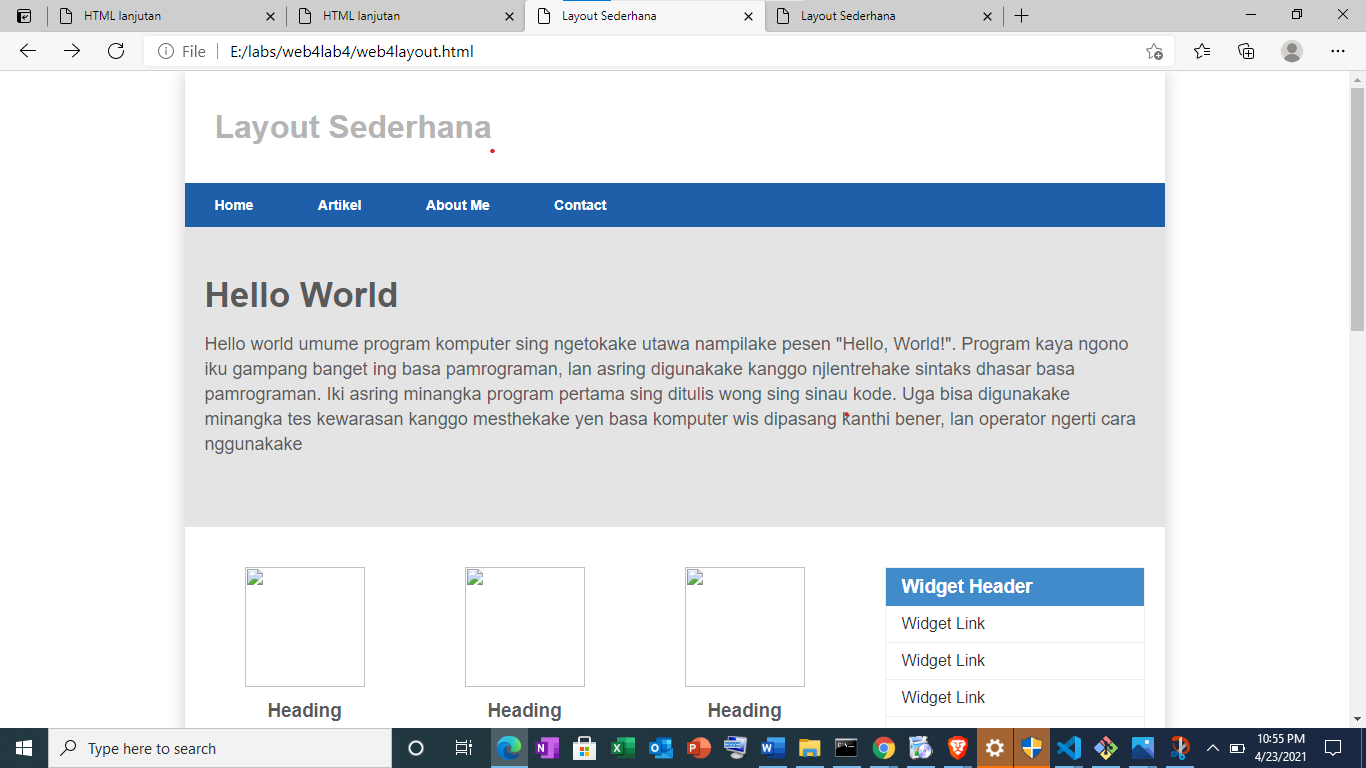 HTML lanjutan
HTML lanjutan
Layout Sederhana
Layout Sederhana
File
E:/labs/web4lab4/web4layout.html
Layout Sederhana
Home Artikel About Me Contact
Hello World
Hello world umume program komputer sing ngetokake utawa nampilake pesen "Hello, World!". Program kaya ngono
iku gampang banget ing basa pamrograman, lan asring digunakake kanggo njlentrehake sintaks dhasar basa
pamrograman. Iki asring minangka program pertama sing ditulis wong sing sinau kode. Uga bisa digunakake
minangka tes kewarasan kanggo mesthekake yen basa komputer wis dipasang kanthi bener, lan operator ngerti cara
nggunakake
Heading
Heading
Heading
Widget Header
Widget Link
Widget Link
Widget Link
Type here to search
10:55 PM
4/23/2021